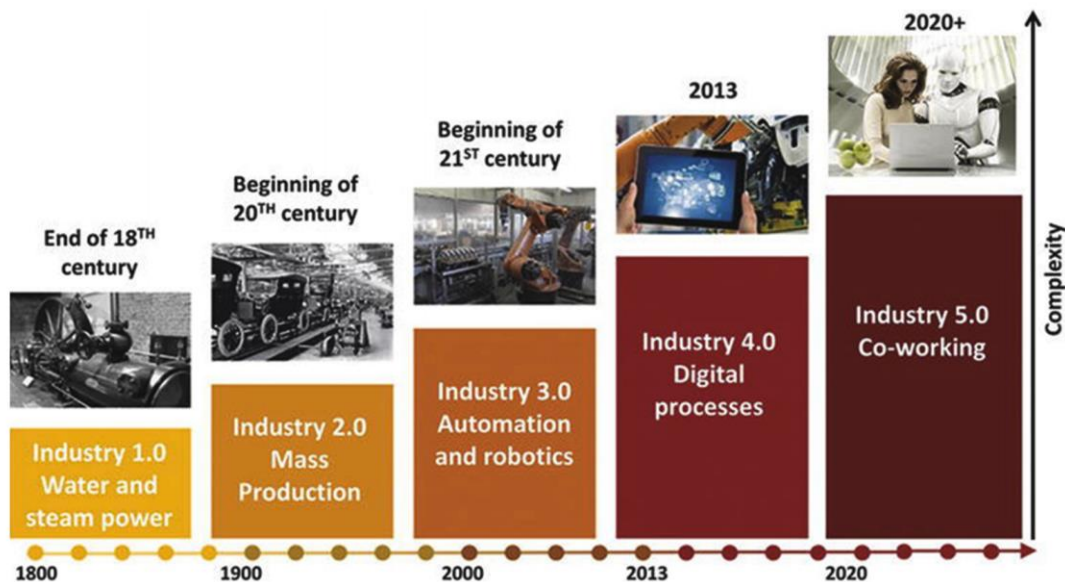 2020+
2013
Beginning of
21ST century
Beginning of
20TH century
End of 18TH
century
Complexity
Industry 1.0
Water and
steam power
Industry 2.0
Mass
Production
Industry 3.0
Automation
and robotics
Industry 4.0
Digital
processes
Industry 5.0
Co-working
1800
1900
2000
2013
2020